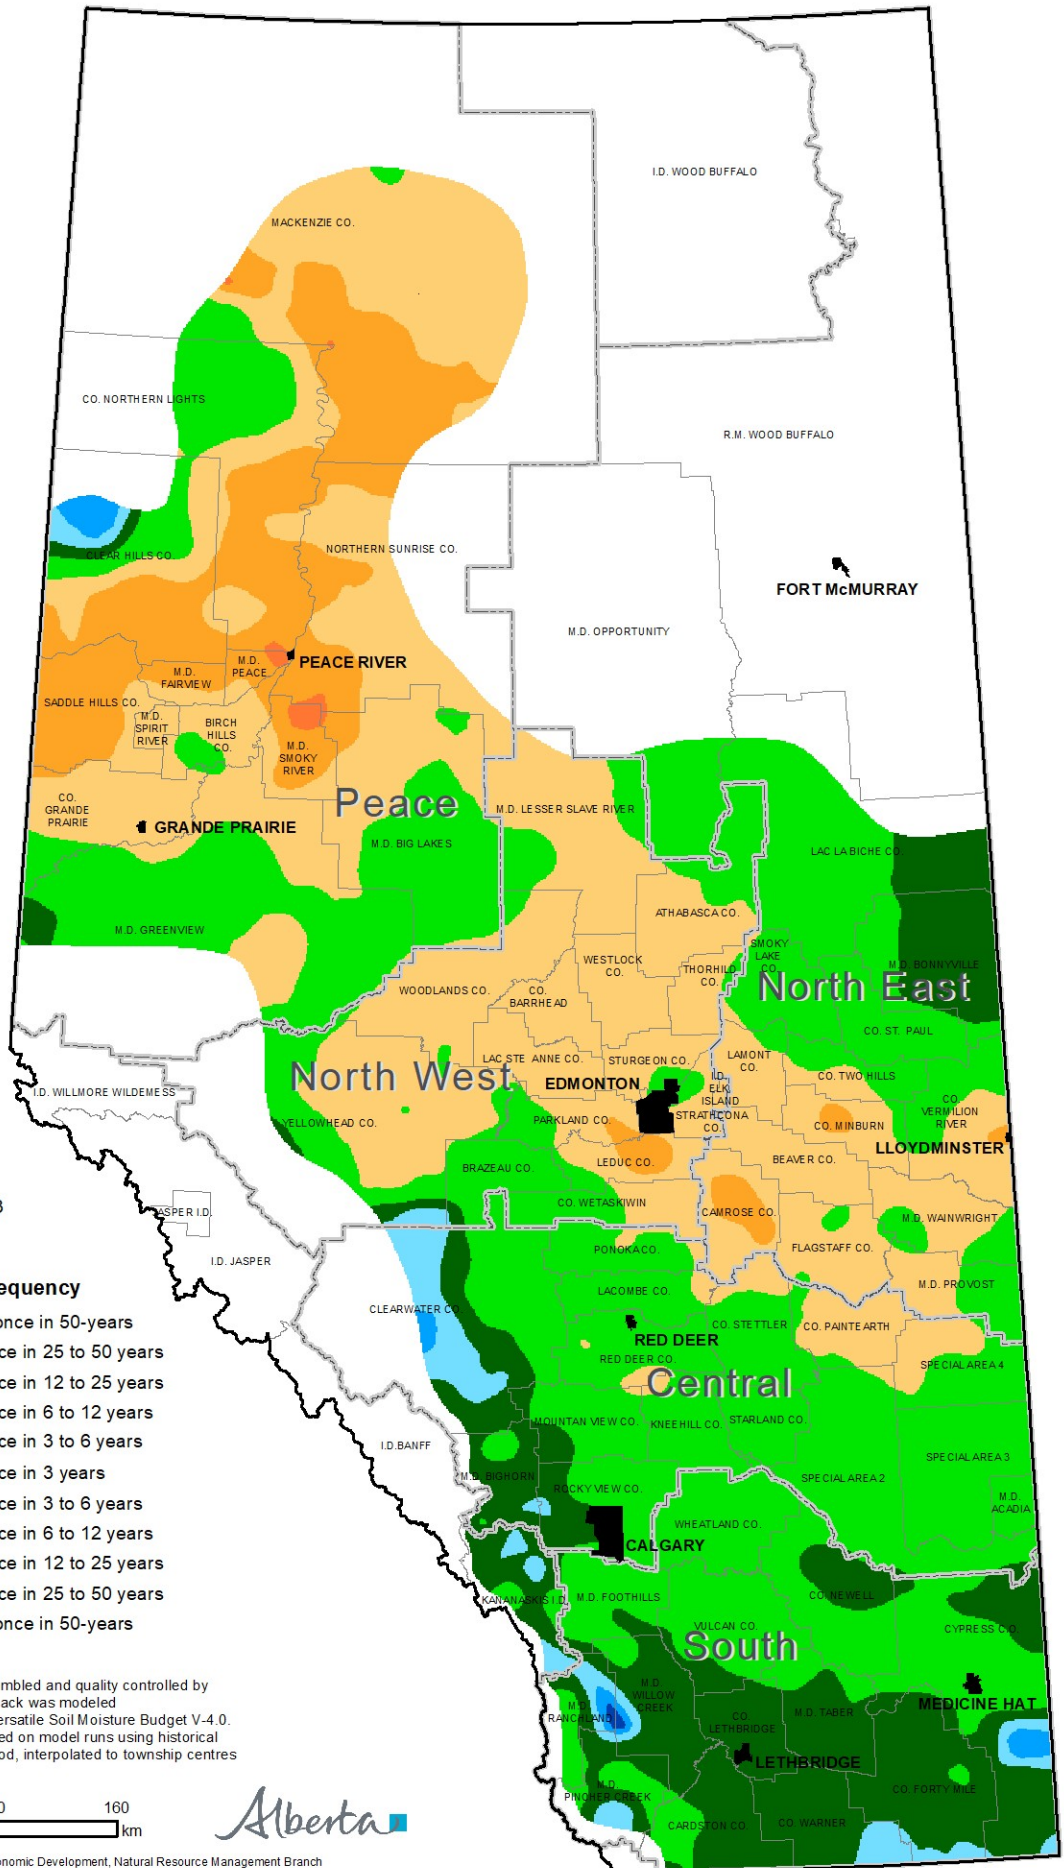 I.D. WOOD BUFFALO
MACKENZIE CO.
CO. NORTHERN LIGHTS
R.M. WOOD BUFFALO
CLEAR HILLS CO.
NORTHERN SUNRISE CO.
FORT McMURRAY
M.D. OPPORTUNITY
PEACE RIVER
M.D.
PEACE
M.D.
FAIRVIEW
SADDLE HILLS CO.
M.D.
SPIRIT
RIVER
BIRCH
HILLS
CO.
M.D.
SMOKY
RIVER
Peace
CO.
GRANDE
PRAIRIE
GRANDE PRAIRIE
M.D. LESSER SLAVE RIVER
M.D. BIG LAKES
LAC LA BICHE CO.
ATHABASCA CO.
M.D. GREENVIEW
SMOKY
LAKE
CO.
WESTLOCK
CO.
THORHILD
CO.
M.D. BONNYVILLE
North East
WOODLANDS CO.
CO.
BARRHEAD
CO. ST. PAUL
North West
LAC STE ANNE CO.
STURGEON CO.
LAMONT
CO.
EDMONTON
I.D.
ELK
ISLAND
CO. TWO HILLS
I.D. WILLMORE WILDERNESS
STRATHCONA
CO.
CO.
VERMILION
RIVER
YELLOWHEAD CO.
PARKLAND CO.
CO. MINBURN
LLOYDMINSTER
LEDUC CO.
BEAVER CO.
BRAZEAU CO.
CO. WETASKIWIN
JASPER I.D.
CAMROSE CO.
M.D. WAINWRIGHT
3
PONOKA CO.
FLAGSTAFF CO.
I.D. JASPER
M.D. PROVOST
LACOMBE CO.
CLEARWATER CO.
CO. STETTLER
CO. PAINTEARTH
RED DEER
RED DEER CO.
SPECIAL AREA 4
Central
MOUNTAIN VIEW CO.
KNEEHILL CO.
STARLAND CO.
I.D. BANFF
SPECIAL AREA 3
M.D. BIGHORN
SPECIAL AREA 2
ROCKY VIEW CO.
M.D.
ACADIA
WHEATLAND CO.
CALGARY
KANANASKIS I.D.
M.D. FOOTHILLS
CO. NEWELL
VULCAN CO.
CYPRESS CO.
South
M.D.
WILLOW
CREEK
M.D.
RANCHLAND
MEDICINE HAT
CO.
LETHBRIDGE
M.D. TABER
LETHBRIDGE
M.D.
PINCHER CREEK
CO. FORTY MILE
CARDSTON CO.
CO. WARNER
equency
once in 50-years
ce in 25 to 50 years
ce in 12 to 25 years
ce in 6 to 12 years
ce in 3 to 6 years
ce in 3 years
ce in 3 to 6 years
ce in 6 to 12 years
ce in 12 to 25 years
ce in 25 to 50 years
once in 50-years
mbled and quality controlled by
ack was modeled
ersatile Soil Moisture Budget V-4.0.
ed on model runs using historical
od, interpolated to township centres
0 160
km
Alberta
onomic Development, Natural Resource Management Branch